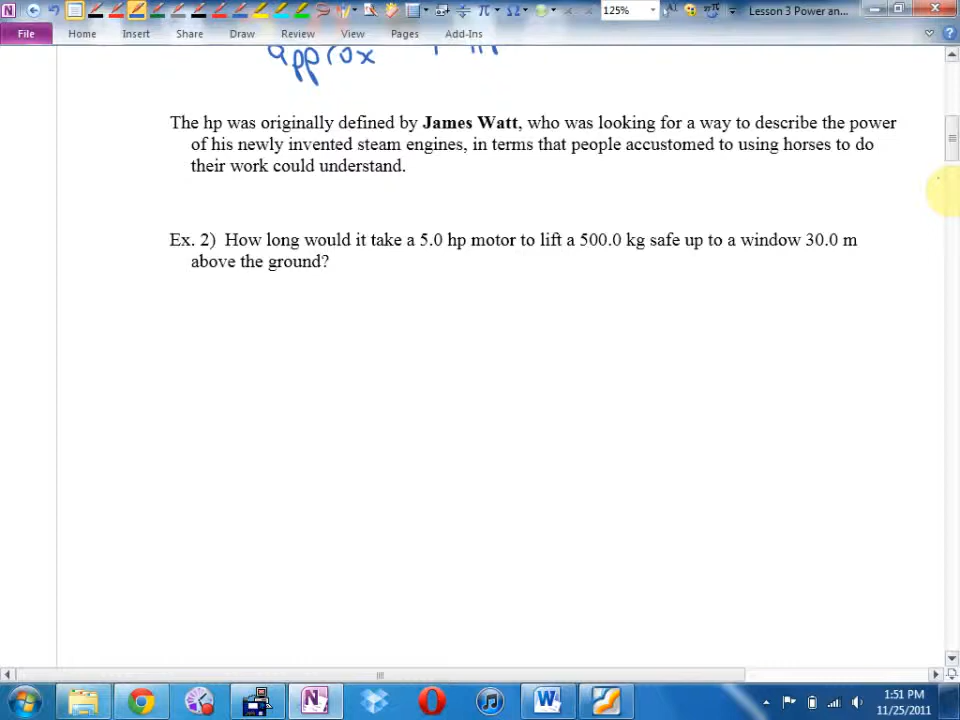 125%
Lesson 3 Power an...
File
Home
Insert
Share
Draw
Review
View
Pages
Add-Ins
approx
The hp was originally defined by James Watt, who was looking for a way to describe the power
of his newly invented steam engines, in terms that people accustomed to using horses to do
their work could understand.
Ex. 2) How long would it take a 5.0 hp motor to lift a 500.0 kg safe up to a window 30.0 m
above the ground?
1:51 PM
11/25/2011